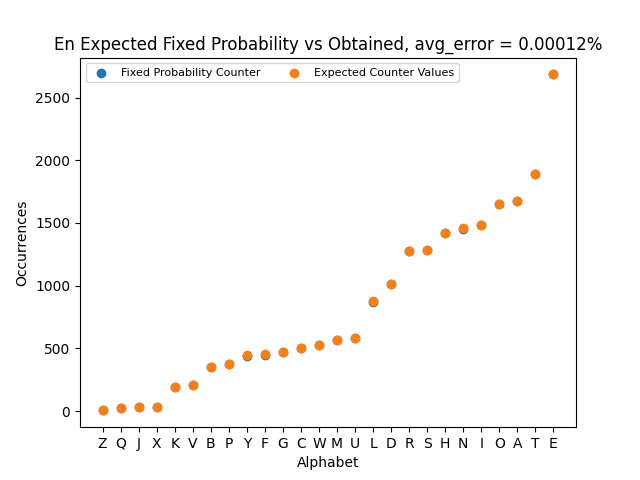 En Expected Fixed Probability vs Obtained, avg_error = 0.00012%
Fixed Probability Counter Expected Counter Values
2500
2000
1500
1000
500
0
Occurrences
Z Q J X K V B P Y F G C W M U L D R S H N I O A T E
Alphabet